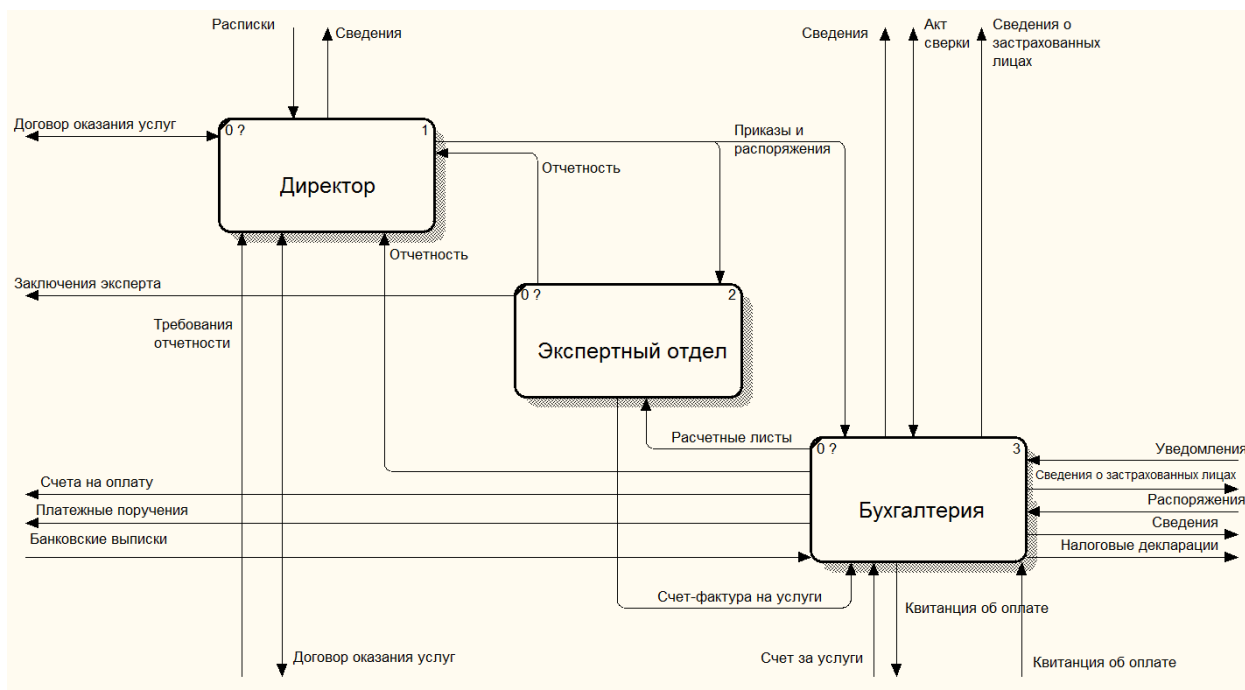 Расписки
Сведения
Сведения
Акт
сверки
Сведения о
застрахованных
лицах
Договор оказания услуг
0 ?
1
Директор
Приказы и
распоряжения
Отчетность
Отчетность
Заключения эксперта
0 ?
2
Экспертный отдел
Требования
отчетности
Расчетные листы
0 ?
3
Бухгалтерия
Уведомления
Сведения о застрахованных лицах
Распоряжения
Сведения
Налоговые декларации
Счета на оплату
Платежные поручения
Банковские выписки
Счет-фактура на услуги
Квитанция об оплате
Договор оказания услуг
Счет за услуги
Квитанция об оплате